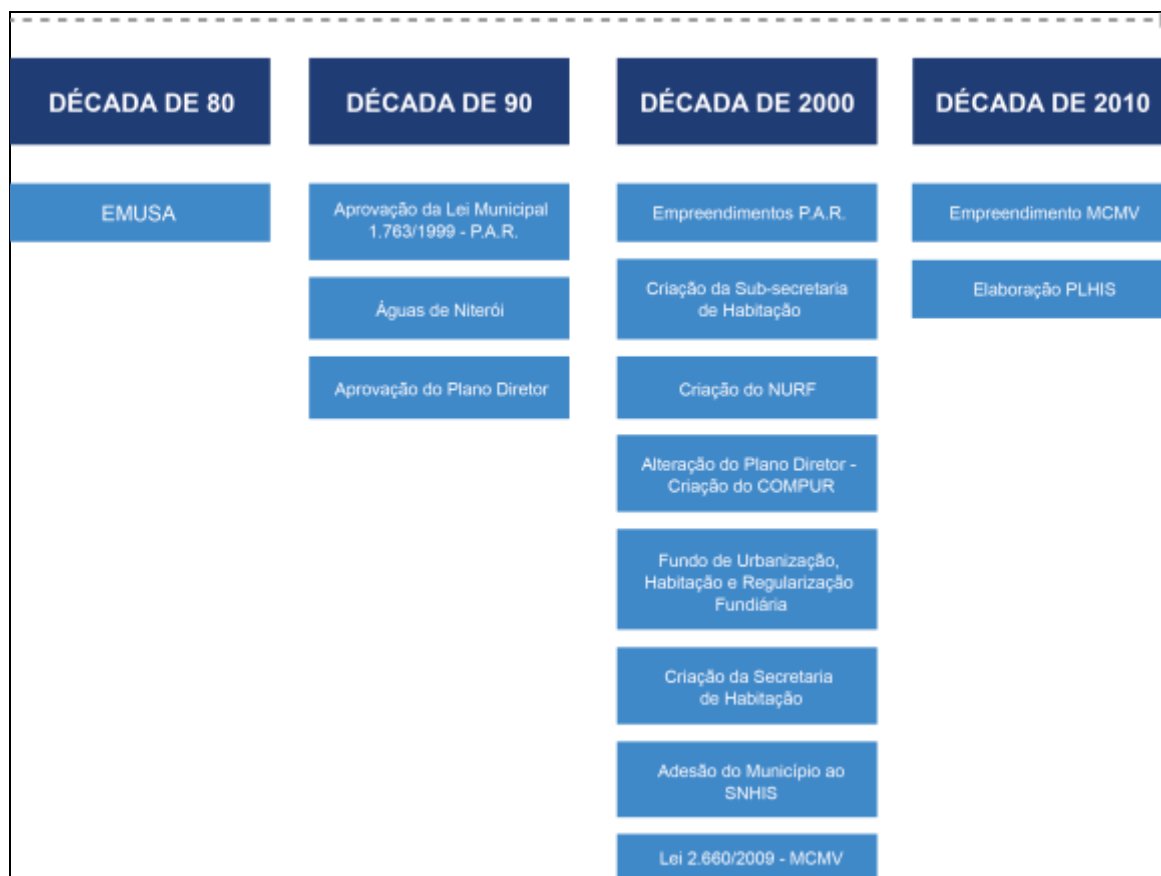 DÉCADA DE 80
EMUSA
DÉCADA DE 90
Aprovação da Lei Municipal
1.763/1999 - P.A.R.
Águas de Niterói
Aprovação do Plano Diretor
DÉCADA DE 2000
Empreendimentos P.A.R.
Criação da Sub-secretaria
de Habitação
Criação do NURF
Alteração do Plano Diretor -
Criação do COMPUR
Fundo de Urbanização,
Habitação e Regularização
Fundiária
Criação da Secretaria
de Habitação
Adesão do Município ao
SNHIS
Lei 2.660/2009 - MCMV
DÉCADA DE 2010
Empreendimento MCMV
Elaboração PLHIS